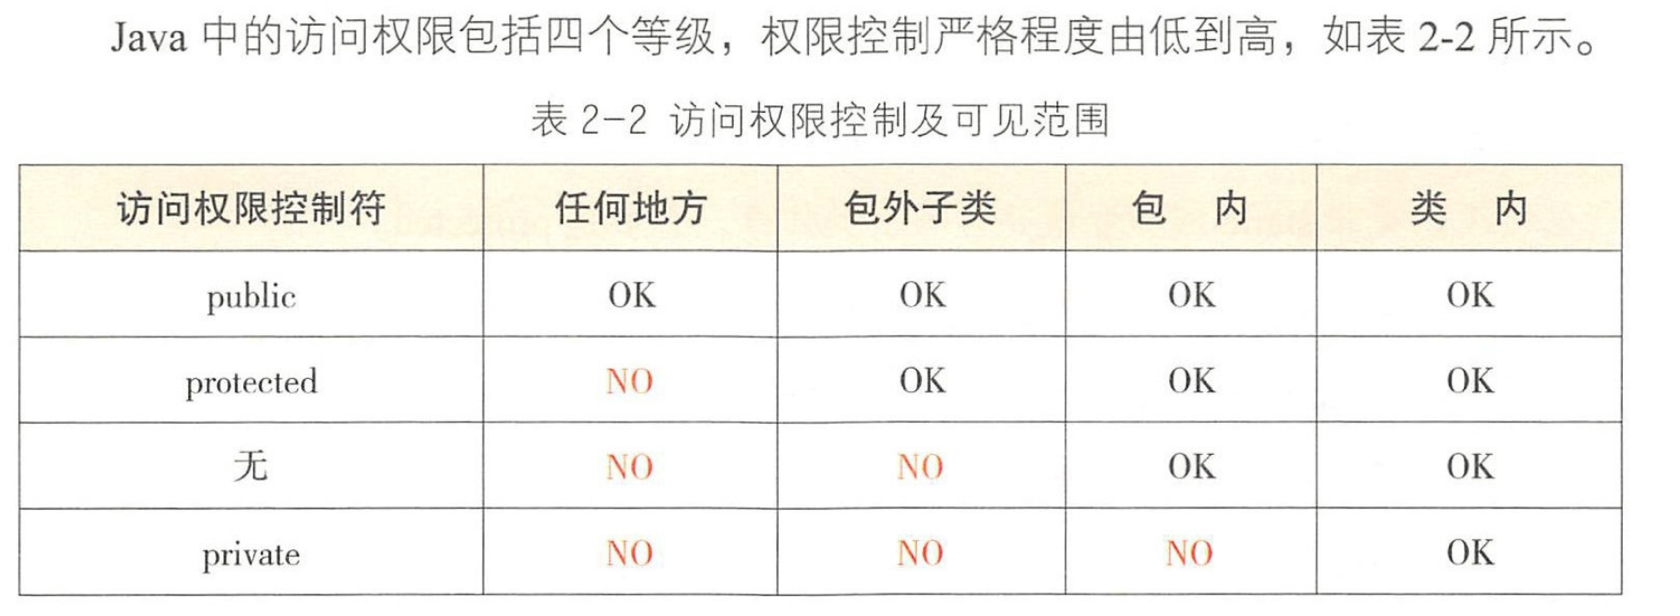 Java 中的访问权限包括四个等级，权限控制严格程度由低到高，如表 2-2 所示。
表 2-2 访问权限控制及可见范围
访问权限控制符 任何地方 包外子类 包 内 类 内
public OK OK OK OK
protected NO OK OK OK
无 NO NO OK OK
private NO NO NO OK